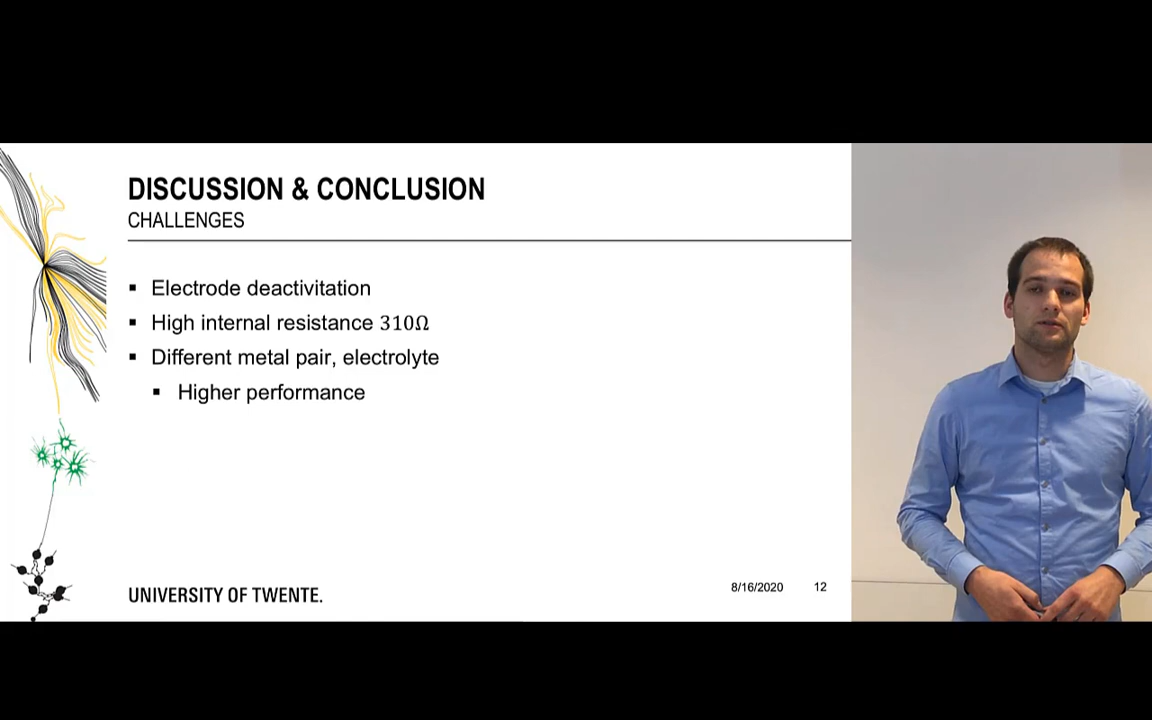 DISCUSSION & CONCLUSION
CHALLENGES
▪ Electrode deactivitation
▪ High internal resistance 310Ω
▪ Different metal pair, electrolyte
▪ Higher performance
UNIVERSITY OF TWENTE.
8/16/2020
12